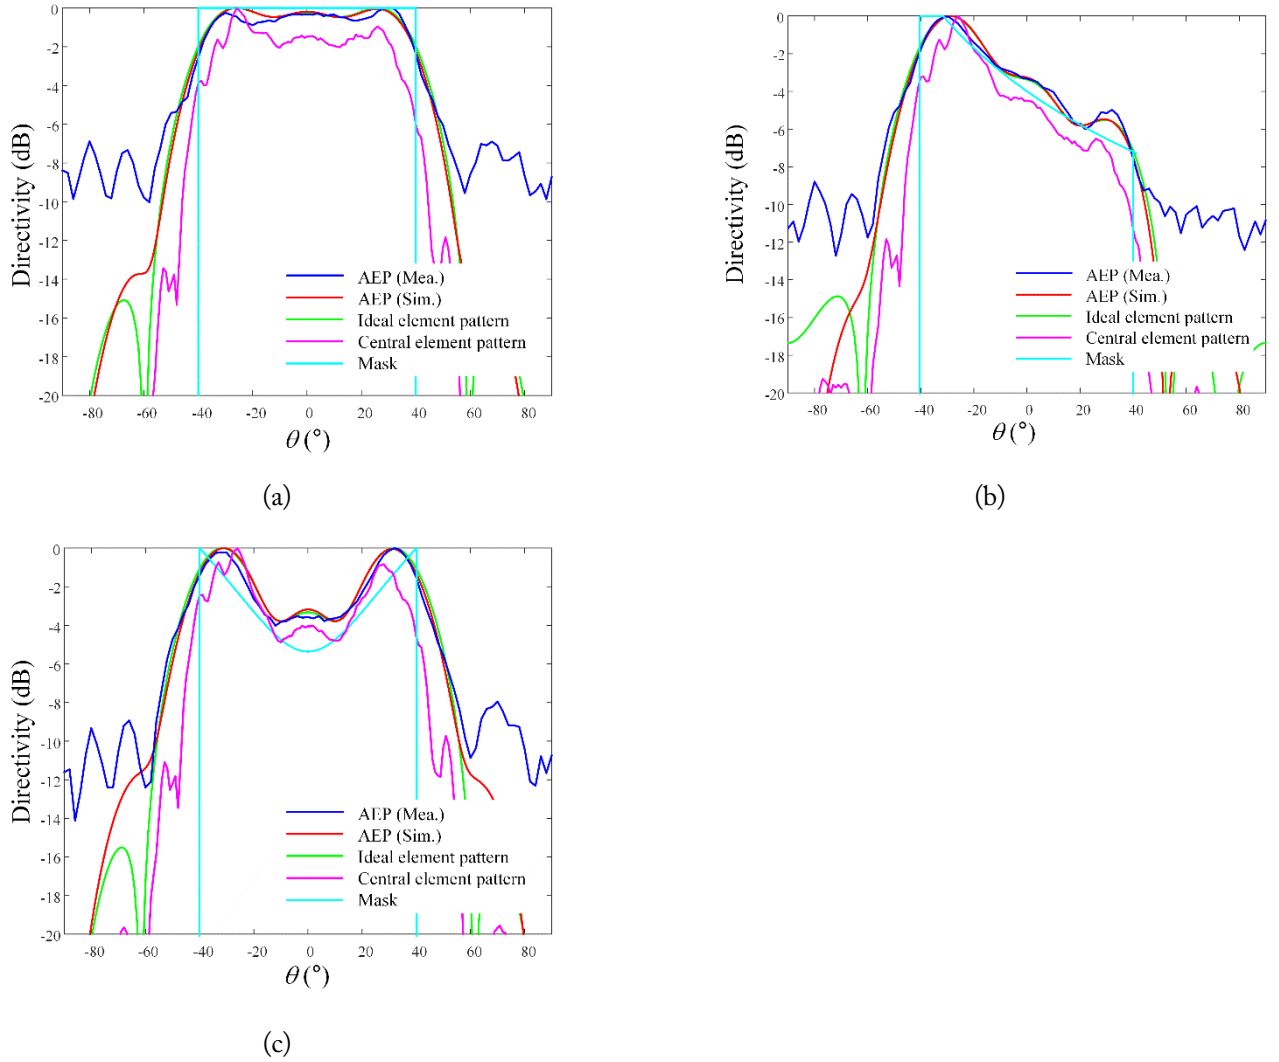 0
-2
-4
-6
-8
-10
-12
-14
-16
-18
-20
Directivity (dB)
AEP (Mea.)
AEP (Sim.)
Ideal element pattern
Central element pattern
Mask
-80 -60 -40 -20 0 20 40 60 80
θ (°)
(a)
0
-2
-4
-6
-8
-10
-12
-14
-16
-18
-20
Directivity (dB)
AEP (Mea.)
AEP (Sim.)
Ideal element pattern
Central element pattern
Mask
-80 -60 -40 -20 0 20 40 60 80
θ (°)
(b)
0
-2
-4
-6
-8
-10
-12
-14
-16
-18
-20
Directivity (dB)
AEP (Mea.)
AEP (Sim.)
Ideal element pattern
Central element pattern
Mask
-80 -60 -40 -20 0 20 40 60 80
θ (°)
(c)